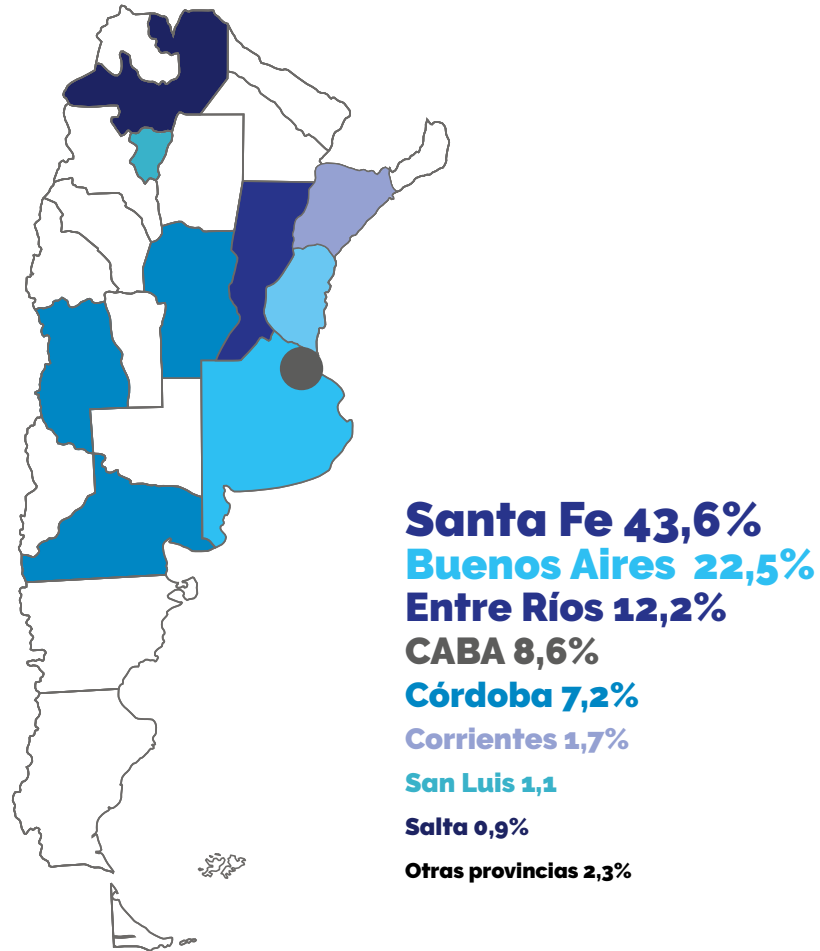 Santa Fe 43,6%
Buenos Aires 22,5%
Entre Ríos 12,2%
CABA 8,6%
Córdoba 7,2%
Corrientes 1,7%
San Luis 1,1
Salta 0,9%
Otras provincias 2,3%